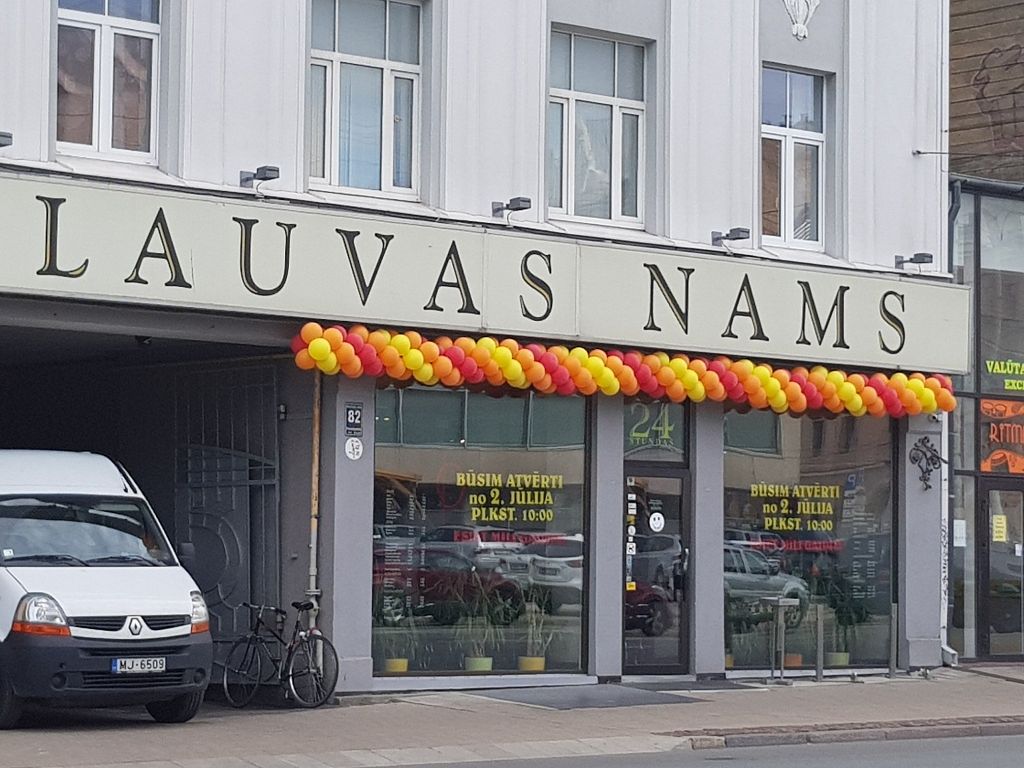 LAUVAS NAMS
82
24
STUNDAS
BŪSIM ATVĒRTI
no 2. JŪLIJA
PLKST. 10:00
BŪSIM ATVĒRTI
no 2. JŪLIJA
PLKST. 10:00
MJ-6509